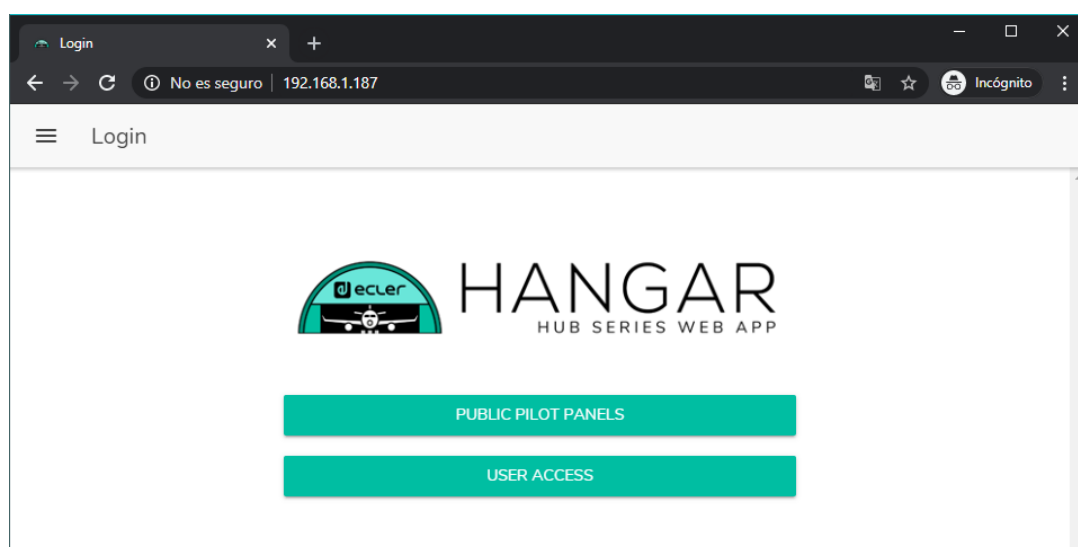 Login
No es seguro | 192.168.1.187
Incógnito
Login
ecler
HANGAR
HUB SERIES WEB APP
PUBLIC PILOT PANELS
USER ACCESS